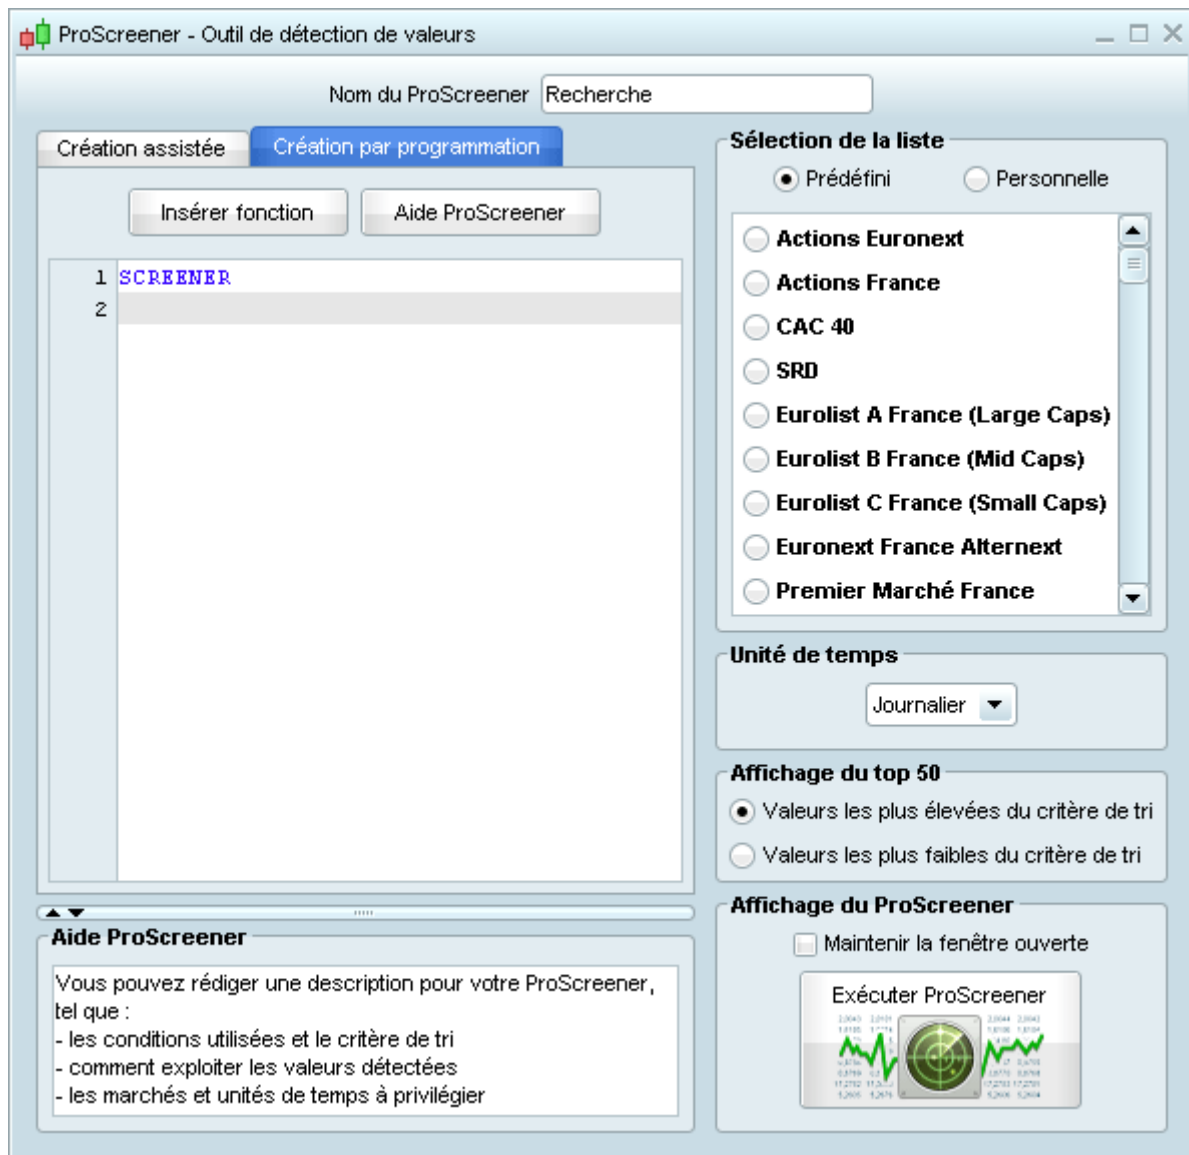 ProScreener - Outil de détection de valeurs
Nom du ProScreener Recherche
Création assistée Création par programmation
Insérer fonction Aide ProScreener
1 SCREENER
2
Sélection de la liste
Prédéfini Personnelle
Actions Euronext
Actions France
CAC 40
SRD
Eurolist A France (Large Caps)
Eurolist B France (Mid Caps)
Eurolist C France (Small Caps)
Euronext France Alternext
Premier Marché France
Unité de temps
Journalier
Affichage du top 50
Valeurs les plus élevées du critère de tri
Valeurs les plus faibles du critère de tri
Aide ProScreener
Vous pouvez rédiger une description pour votre ProScreener,
tel que :
- les conditions utilisées et le critère de tri
- comment exploiter les valeurs détectées
- les marchés et unités de temps à privilégier
Affichage du ProScreener
Maintenir la fenêtre ouverte
Exécuter ProScreener